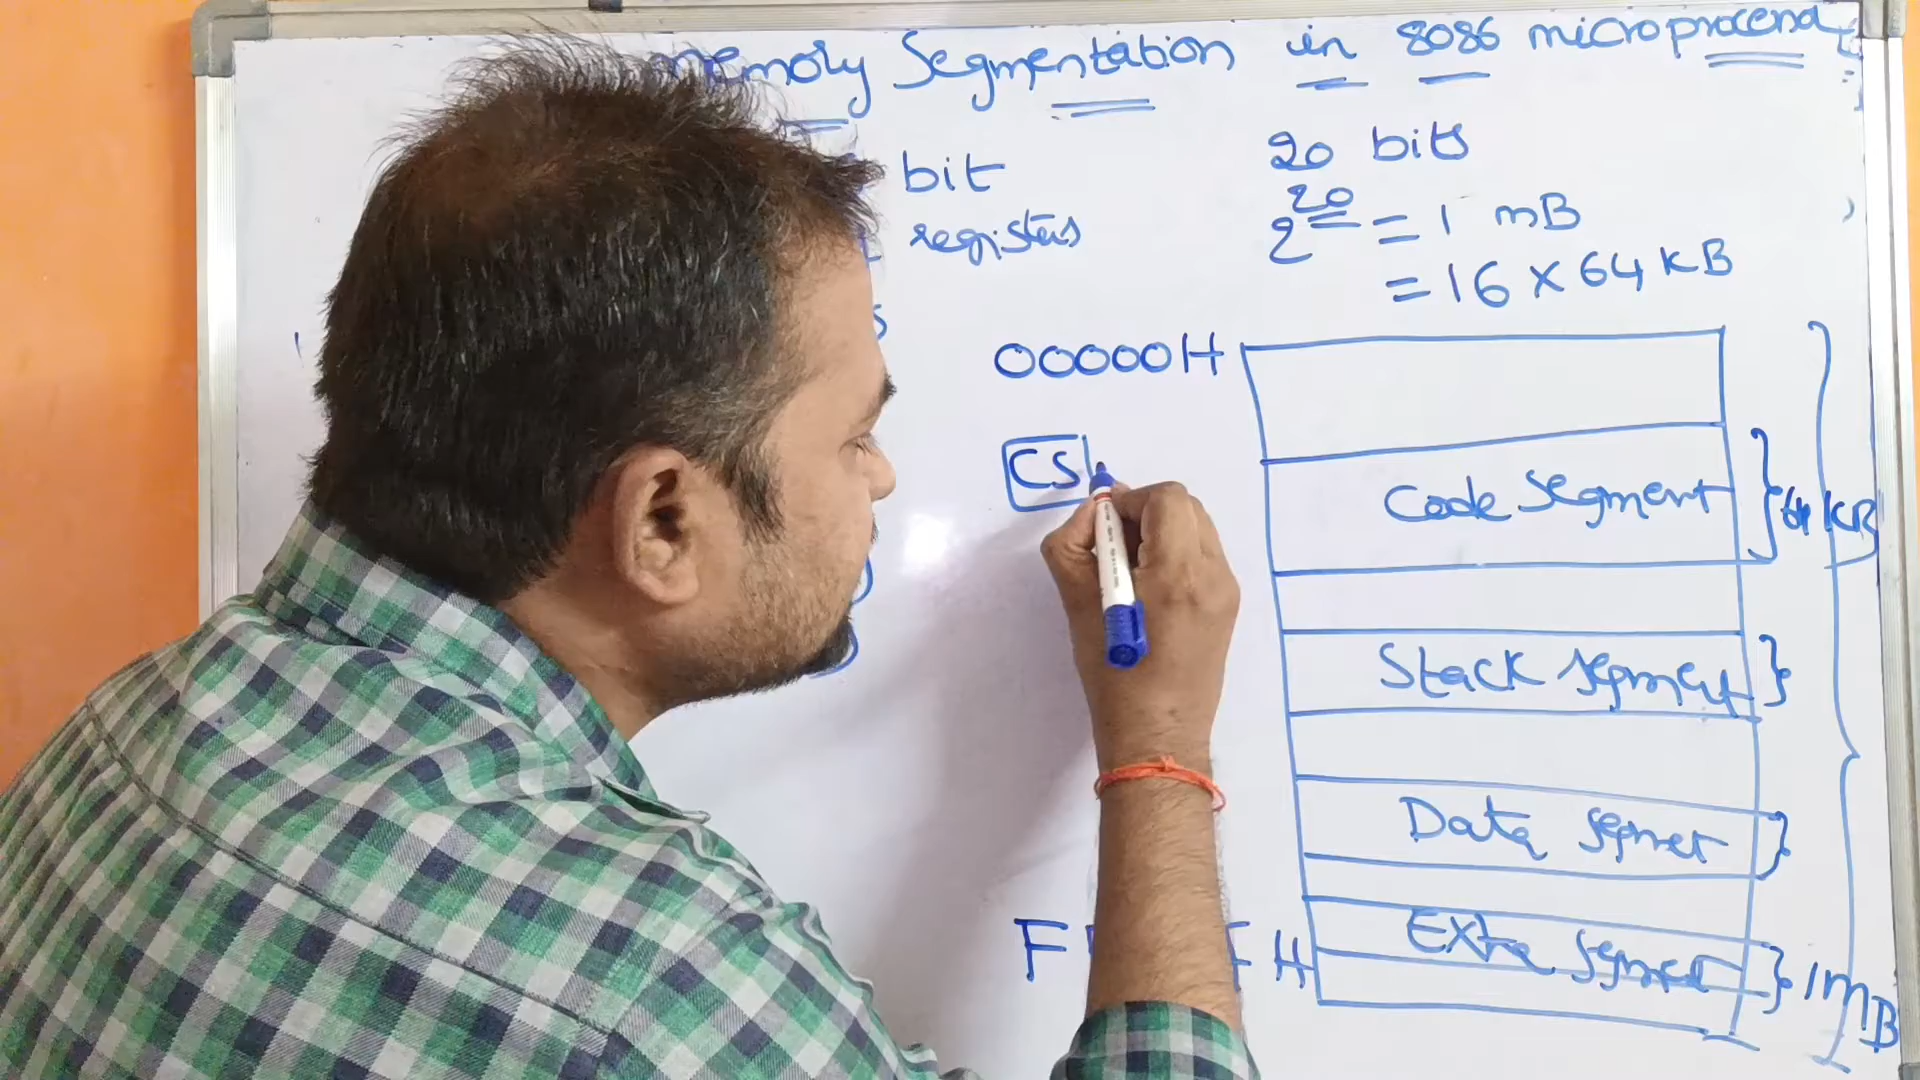 memory Segmentation in 8086 microprocessor
bit
registers
20 bits
2^20 = 1 mB
= 16 × 64 KB
00000H
CS
Code Segment
64 KB
Stack segment
Data segmet
Extra segment
1 mB